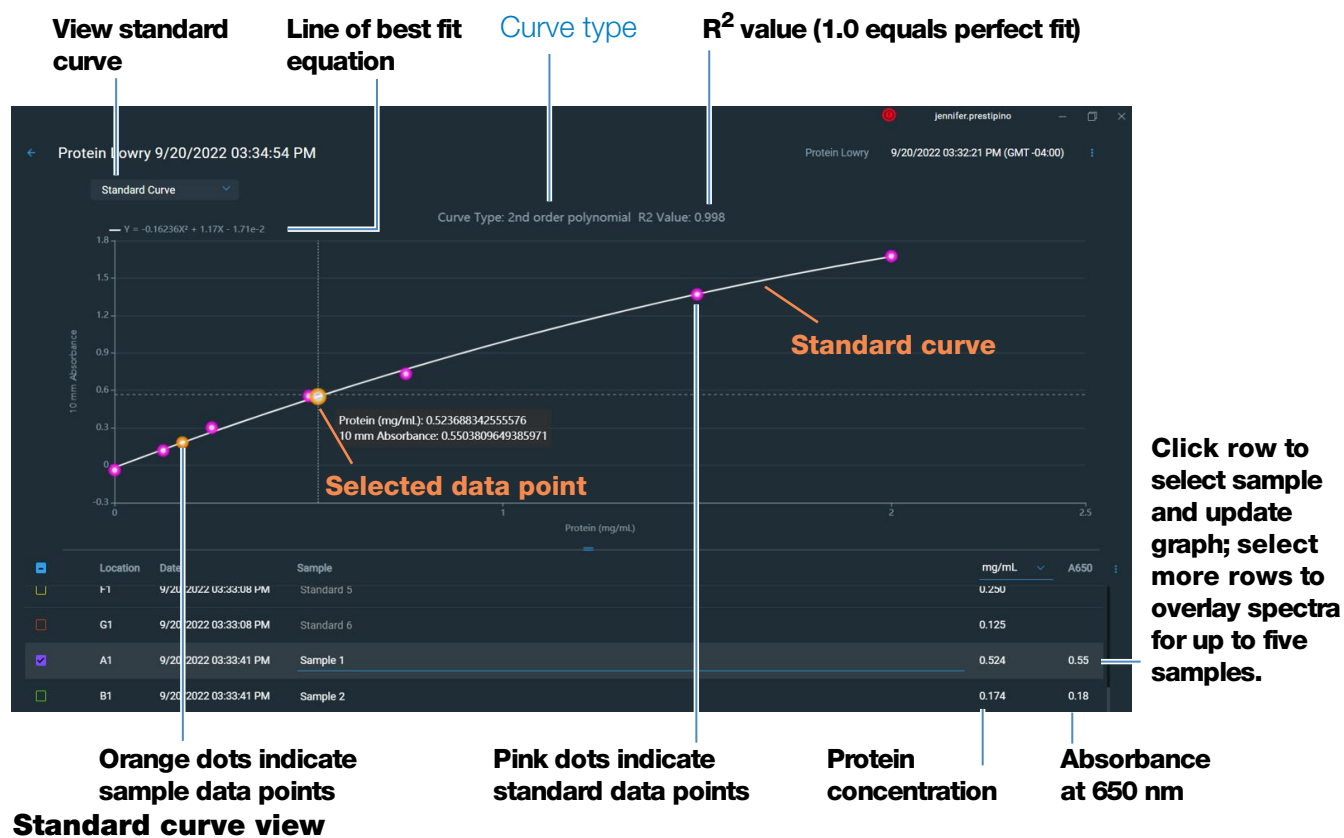 View standard
curve
Line of best fit
equation
Curve type
R² value (1.0 equals perfect fit)
jennifer.prestipino
Protein Lowry 9/20/2022 03:34:54 PM
Protein Lowry 9/20/2022 03:32:21 PM (GMT -04:00)
Standard Curve
Curve Type: 2nd order polynomial R2 Value: 0.998
Y = -0.16236X² + 1.17X - 1.71e-2
1.8
1.5
1.2
0.9
0.6
0.3
0
-0.3
10 mm Absorbance
Standard curve
Protein (mg/mL): 0.523688342555576
10 mm Absorbance: 0.5503809649385971
Selected data point
0 1 2 2.5
Protein (mg/mL)
Click row to
select sample
and update
graph; select
more rows to
overlay spectra
for up to five
samples.
Location Date Sample mg/mL A650
F1 9/20/2022 03:33:08 PM Standard 5 0.250
G1 9/20/2022 03:33:08 PM Standard 6 0.125
A1 9/20/2022 03:33:41 PM Sample 1 0.524 0.55
B1 9/20/2022 03:33:41 PM Sample 2 0.174 0.18
Orange dots indicate
sample data points
Pink dots indicate
standard data points
Protein
concentration
Absorbance
at 650 nm
Standard curve view